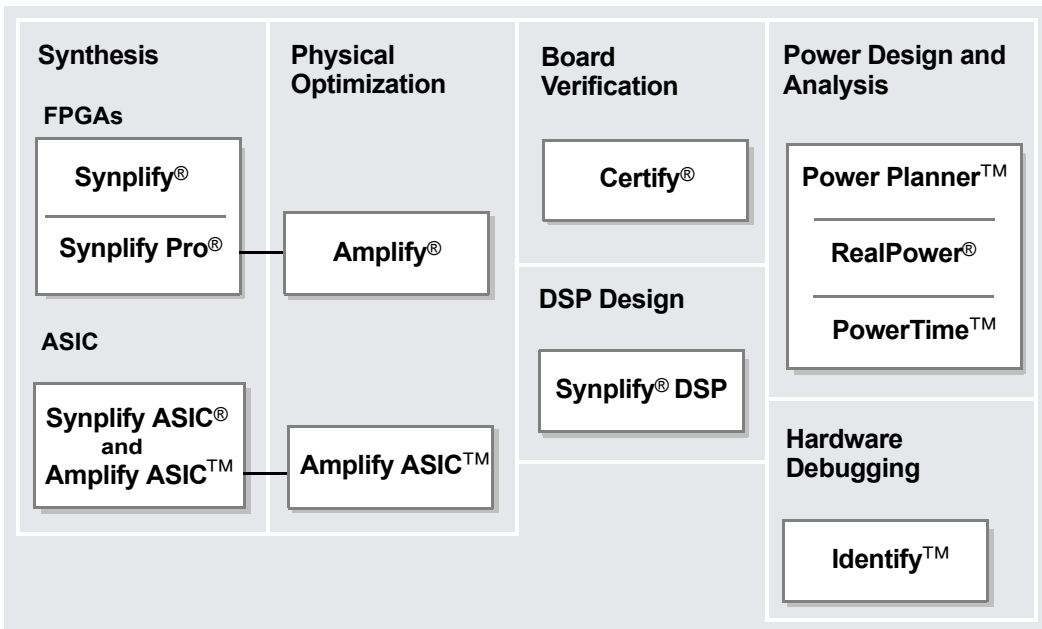 Synthesis
FPGAs
Synplify®
Synplify Pro®
ASIC
Synplify ASIC®
and
Amplify ASIC™
Physical
Optimization
Amplify®
Amplify ASIC™
Board
Verification
Certify®
DSP Design
Synplify® DSP
Power Design and
Analysis
Power Planner™
RealPower®
PowerTime™
Hardware
Debugging
Identify™